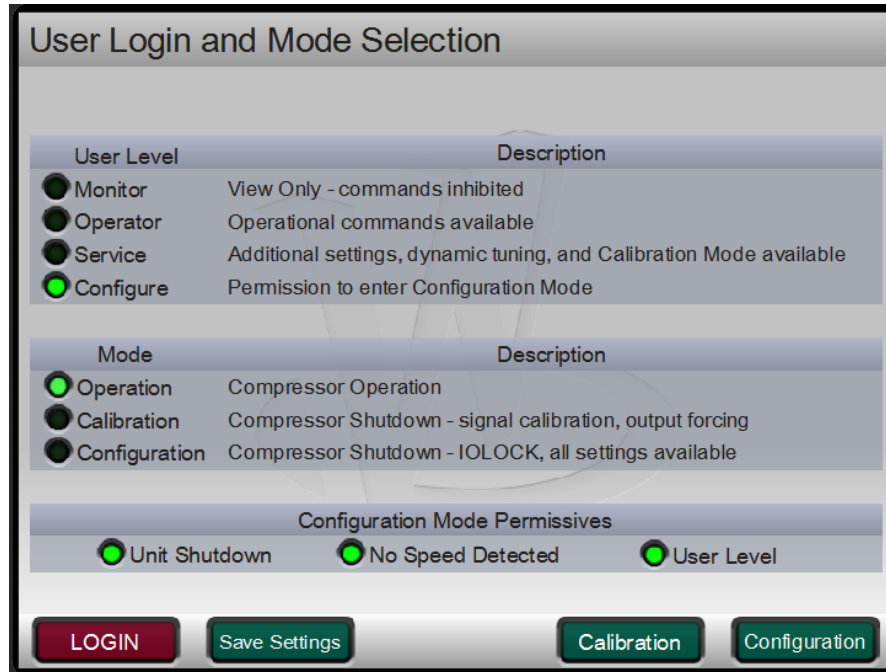 User Login and Mode Selection
User Level Description
Monitor View Only - commands inhibited
Operator Operational commands available
Service Additional settings, dynamic tuning, and Calibration Mode available
Configure Permission to enter Configuration Mode
Mode Description
Operation Compressor Operation
Calibration Compressor Shutdown - signal calibration, output forcing
Configuration Compressor Shutdown - IOLOCK, all settings available
Configuration Mode Permissives
Unit Shutdown No Speed Detected User Level
LOGIN Save Settings Calibration Configuration